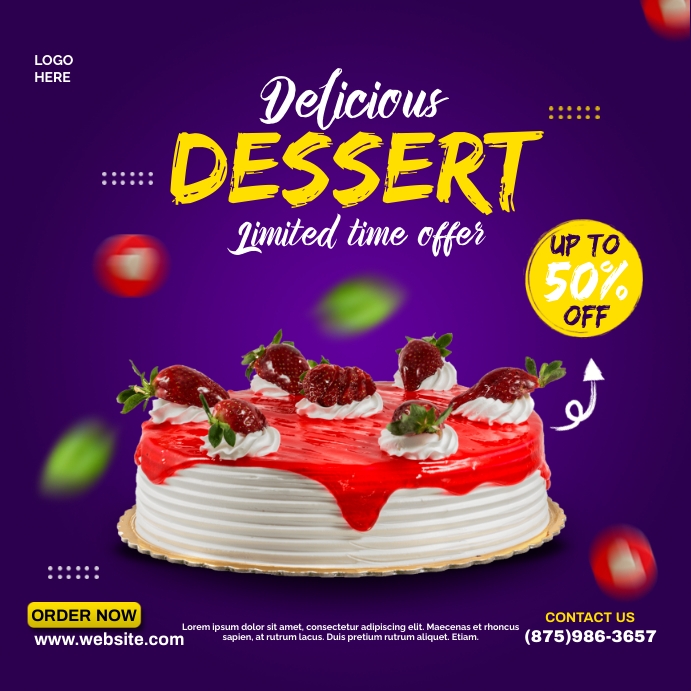 LOGO
HERE
Delicious
DESSERT
Limited time offer
UP TO
50%
OFF
ORDER NOW
www.website.com
Lorem ipsum dolor sit amet, consectetur adipiscing elit. Maecenas et rhoncus
sapien, at rutrum lacus. Duis pretium rutrum aliquet. Etiam.
CONTACT US
(875)986-3657